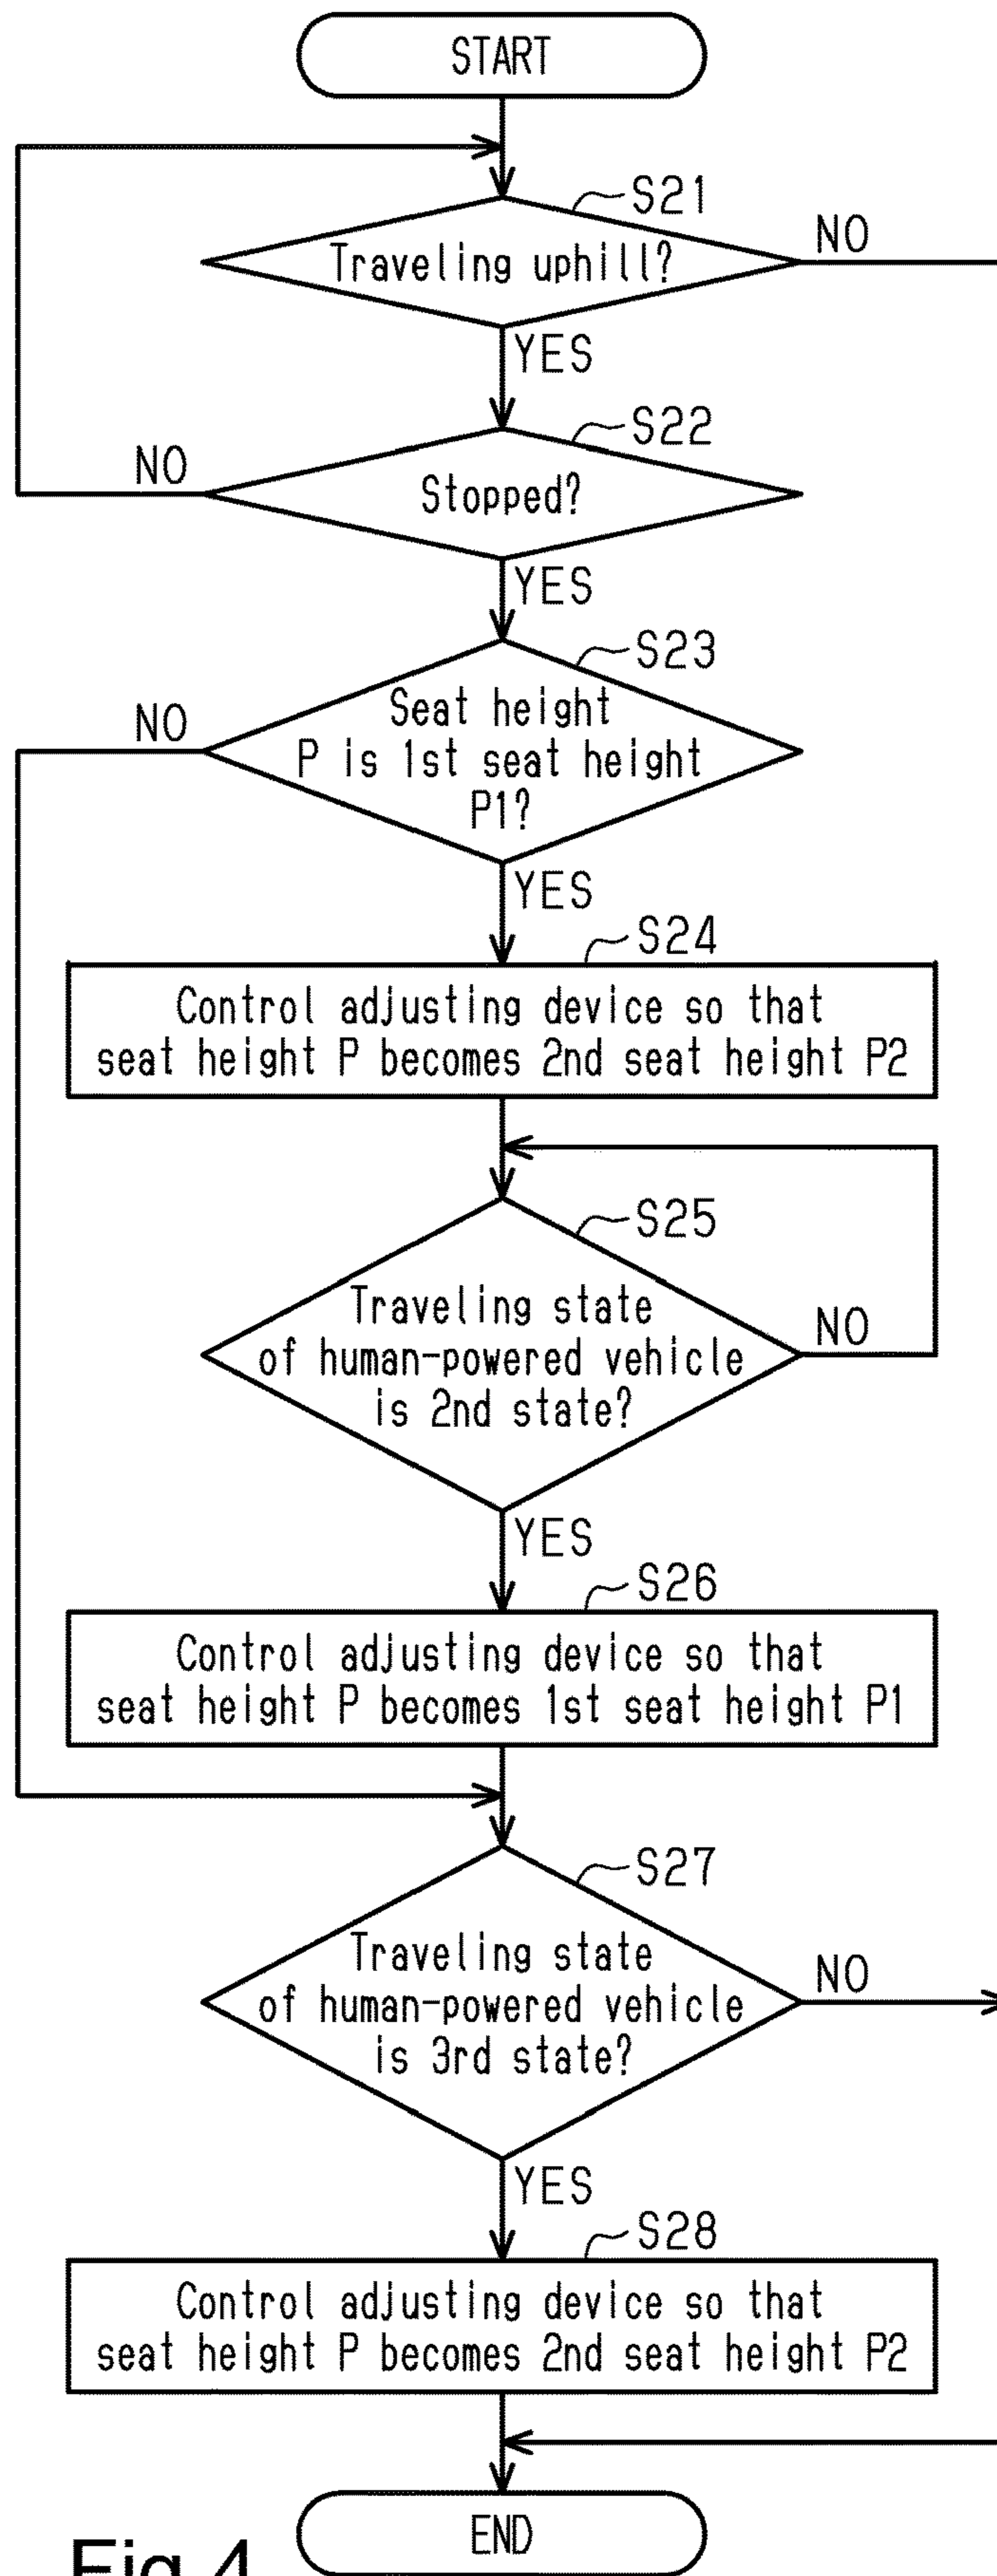 START
S21
Traveling uphill?
NO
YES
S22
NO
Stopped?
YES
S23
NO
Seat height
P is 1st seat height
P1?
YES
S24
Control adjusting device so that
seat height P becomes 2nd seat height P2
S25
Traveling state
of human-powered vehicle
is 2nd state?
NO
YES
S26
Control adjusting device so that
seat height P becomes 1st seat height P1
S27
Traveling state
of human-powered vehicle
is 3rd state?
NO
YES
S28
Control adjusting device so that
seat height P becomes 2nd seat height P2
END
Fig.4